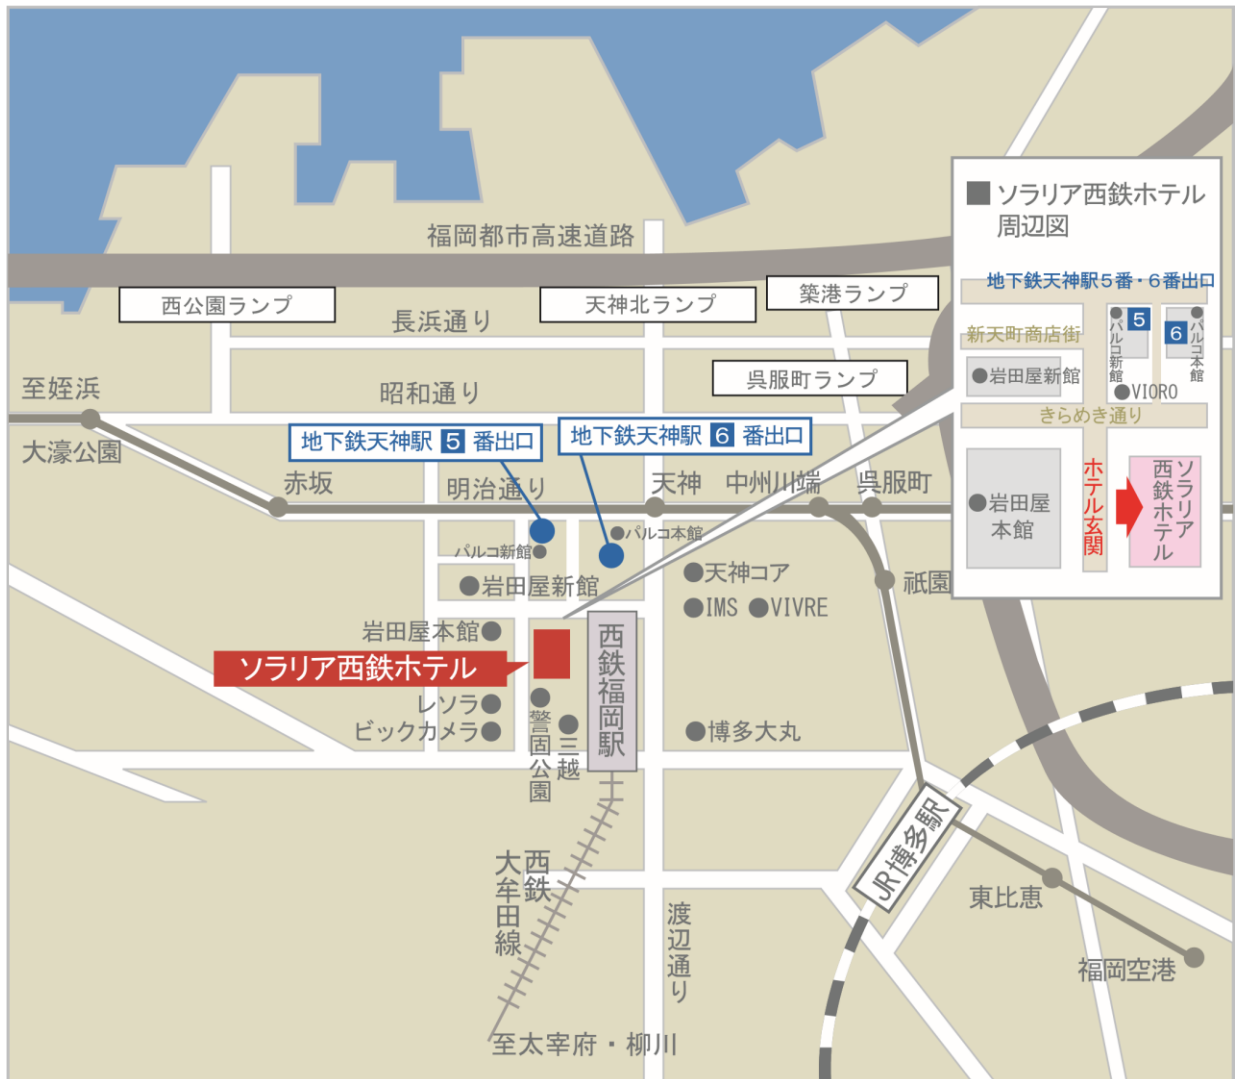 福岡都市高速道路
西公園ランプ
天神北ランプ
築港ランプ
長浜通り
呉服町ランプ
至姪浜
昭和通り
大濠公園
地下鉄天神駅 5 番出口
地下鉄天神駅 6 番出口
赤坂
明治通り
天神
中州川端
呉服町
パルコ新館
パルコ本館
岩田屋新館
天神コア
祇園
IMS
VIVRE
岩田屋本館
ソラリア西鉄ホテル
西鉄福岡駅
レソラ
ビックカメラ
警固公園
三越
博多大丸
JR博多駅
西鉄
大牟田線
渡辺通り
東比恵
福岡空港
至太宰府・柳川
■ソラリア西鉄ホテル
周辺図
地下鉄天神駅5番・6番出口
新天町商店街
パルコ新館
5
6
パルコ本館
岩田屋新館
VIORO
きらめき通り
岩田屋
本館
ホテル玄関
ソラリア
西鉄ホテル